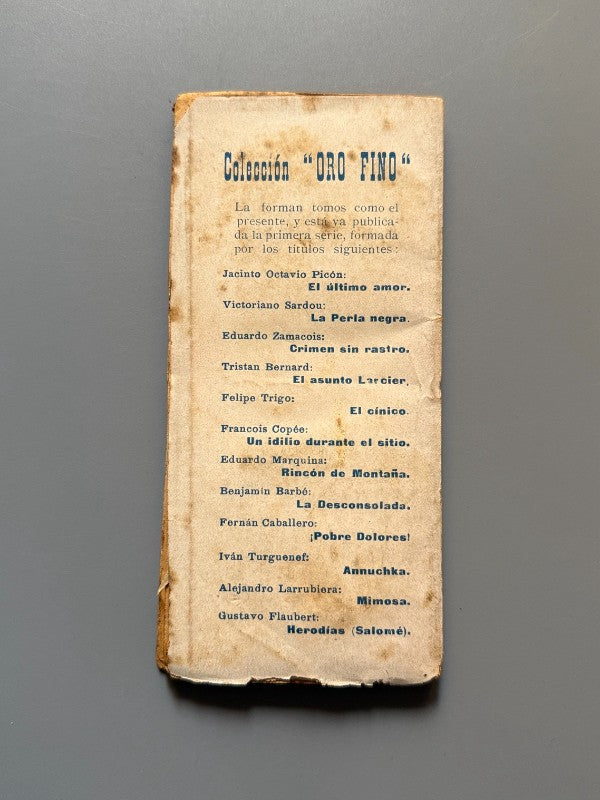 Colección "ORO FINO"
La forman tomos como el
presente, y está ya publica-
da la primera serie, formada
por los títulos siguientes:
Jacinto Octavio Picón:
El último amor.
Victoriano Sardou:
La Perla negra.
Eduardo Zamacois:
Crimen sin rastro.
Tristan Bernard:
El asunto Larcier.
Felipe Trigo:
El cínico.
Francois Copée:
Un idilio durante el sitio.
Eduardo Marquina:
Rincón de Montaña.
Benjamín Barbé:
La Desconsolada.
Fernán Caballero:
¡Pobre Dolores!
Iván Turguenef:
Annuchka.
Alejandro Larrubiera:
Mimosa.
Gustavo Flaubert:
Herodías (Salomé).